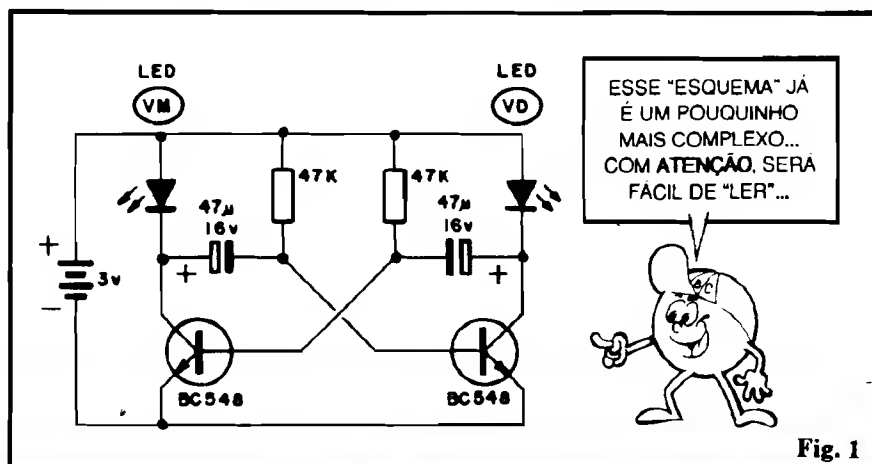 LED
VM
LED
VD
ESSE "ESQUEMA" JÁ
É UM POUQUINHO
MAIS COMPLEXO...
COM ATENÇÃO, SERÁ
FÁCIL DE "LER"...
47K
47K
47µ
16v
47µ
16v
+
+
+
-
3v
BC548
BC548
Fig. 1